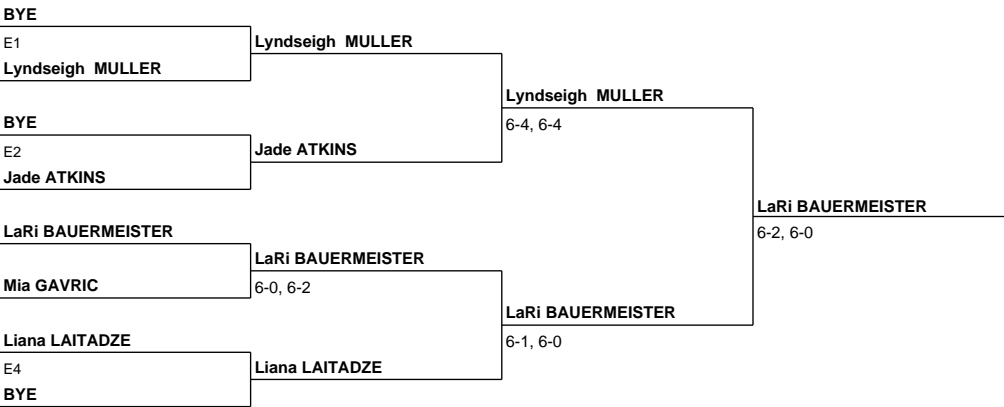 BYE
E1
Lyndseigh MULLER
BYE
E2
Jade ATKINS
LaRi BAUERMEISTER
Mia GAVRIC
Liana LAITADZE
E4
BYE
Lyndseigh MULLER
Jade ATKINS
LaRi BAUERMEISTER
6-0, 6-2
Liana LAITADZE
Lyndseigh MULLER
6-4, 6-4
LaRi BAUERMEISTER
6-1, 6-0
LaRi BAUERMEISTER
6-2, 6-0